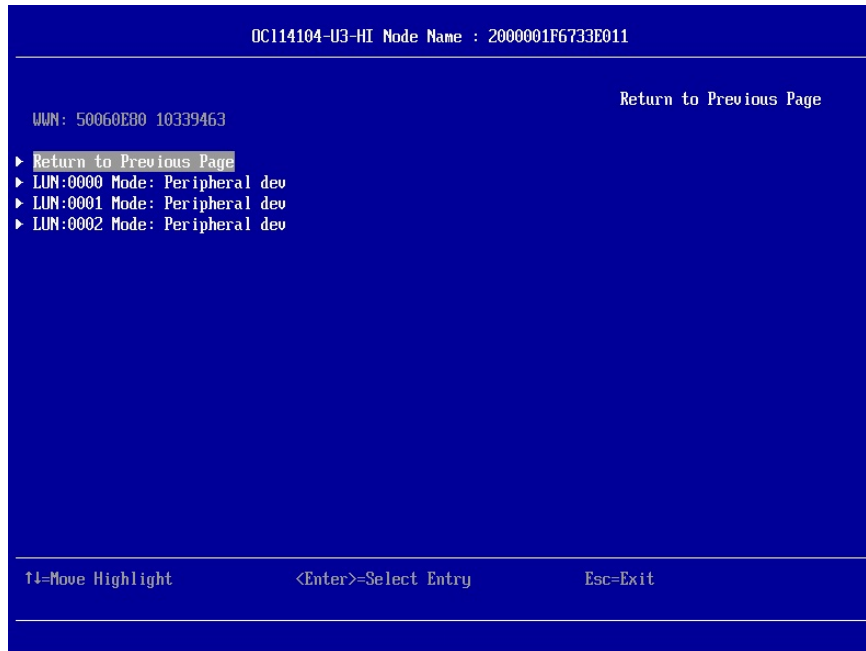 OCl14104-U3-HI Node Name : 2000001F6733E011
Return to Previous Page
WWN: 50060E80 10339463
Return to Previous Page
LUN:0000 Mode: Peripheral dev
LUN:0001 Mode: Peripheral dev
LUN:0002 Mode: Peripheral dev
↑↓=Move Highlight <Enter>=Select Entry Esc=Exit